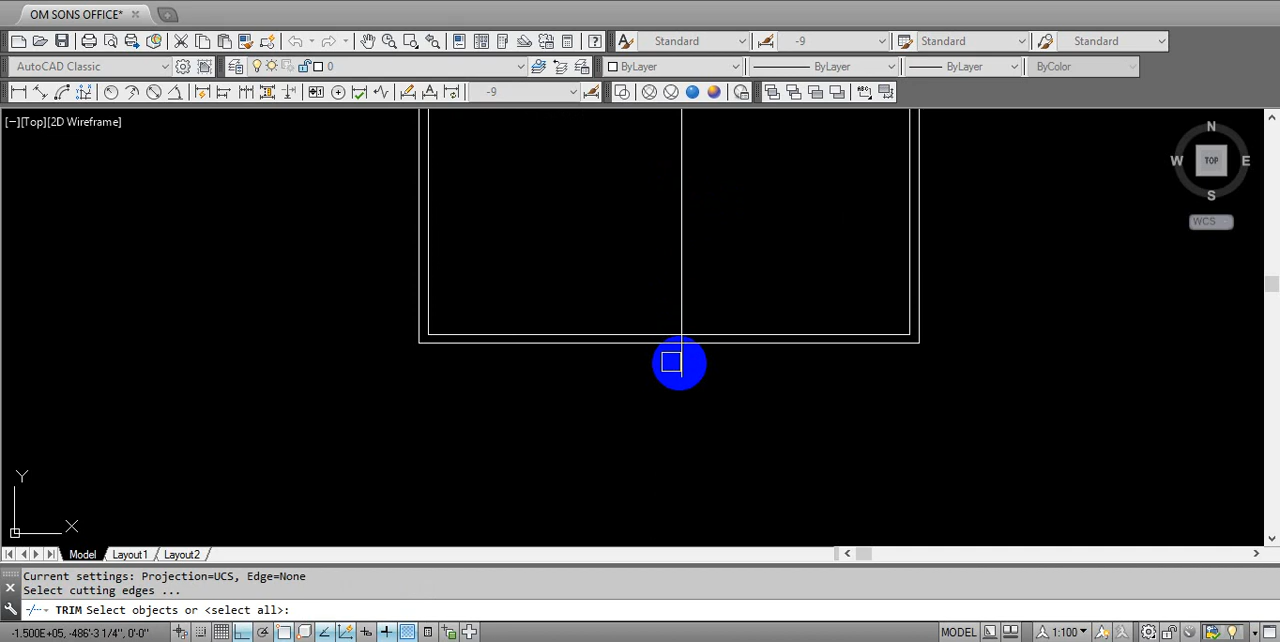 OM SONS OFFICE*
Standard -9 Standard Standard
AutoCAD Classic 0 ByLayer ByLayer ByLayer ByColor
-9
[−][Top][2D Wireframe]
N
W TOP E
S
WCS
Y
X
Model Layout1 Layout2
Current settings: Projection=UCS, Edge=None
Select cutting edges ...
TRIM Select objects or <select all>:
-1.500E+05, -486'-3 1/4", 0'-0" MODEL 1:100